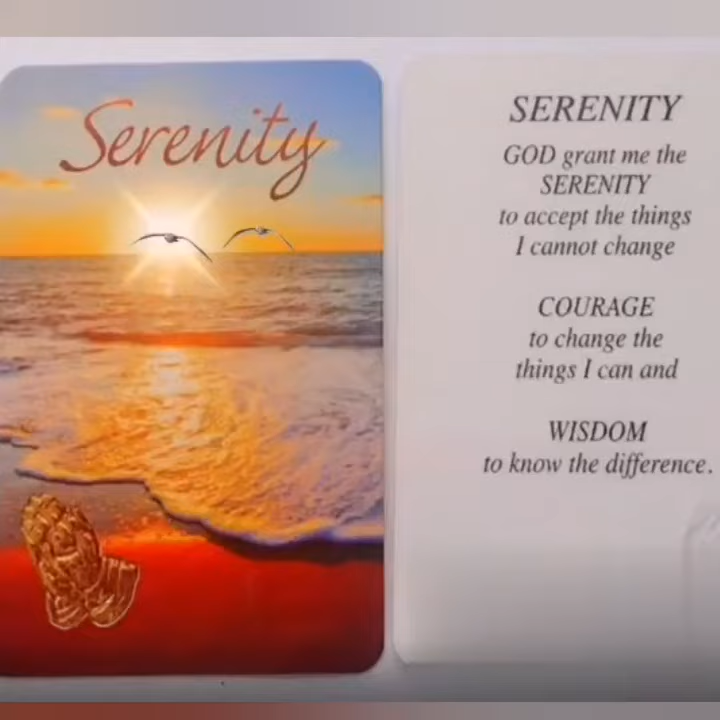 Serenity
SERENITY
GOD grant me the
SERENITY
to accept the things
I cannot change
COURAGE
to change the
things I can and
WISDOM
to know the difference.